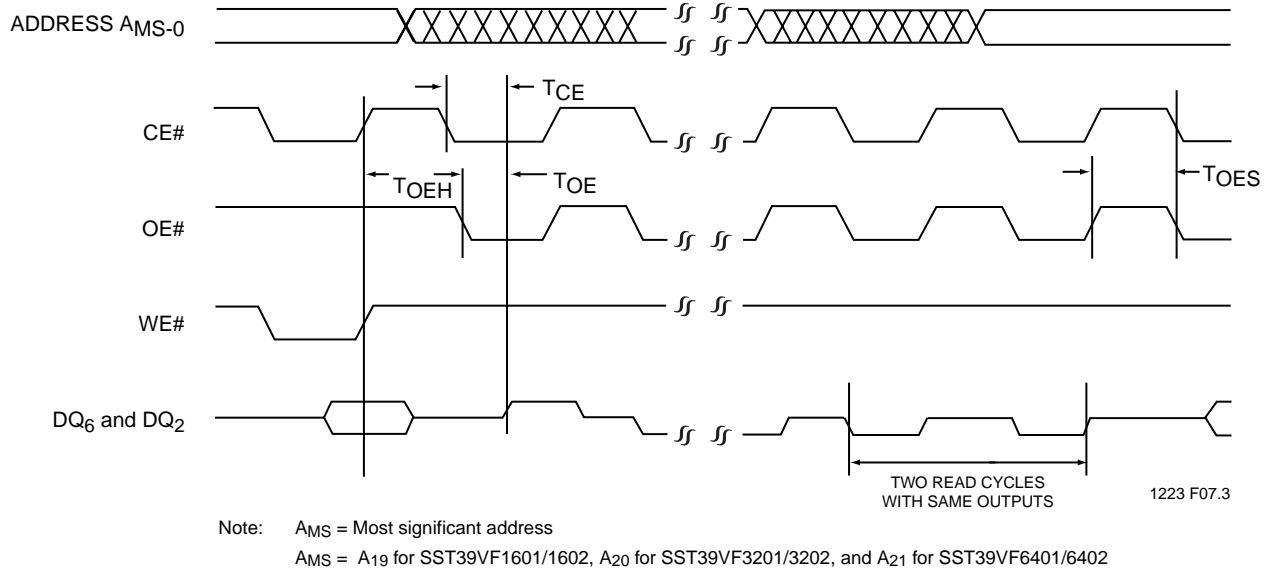 ADDRESS AMS-0
TCE
CE#
TOEH
TOE
TOES
OE#
WE#
DQ6 and DQ2
TWO READ CYCLES
WITH SAME OUTPUTS
1223 F07.3
Note: AMS = Most significant address
AMS = A19 for SST39VF1601/1602, A20 for SST39VF3201/3202, and A21 for SST39VF6401/6402